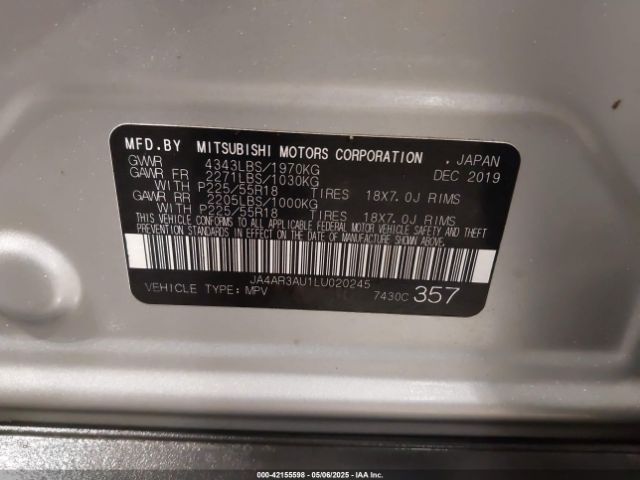 MFD.BY MITSUBISHI MOTORS CORPORATION . JAPAN
GVWR 4343LBS/1970KG DEC 2019
GAWR FR 2271LBS/1030KG
WITH P225/55R18 TIRES 18X7.0J RIMS
GAWR RR 2205LBS/1000KG
WITH P225/55R18 TIRES 18X7.0J RIMS
THIS VEHICLE CONFORMS TO ALL APPLICABLE FEDERAL MOTOR VEHICLE SAFETY AND THEFT
PREVENTION STANDARDS IN EFFECT ON THE DATE OF MANUFACTURE SHOWN ABOVE.
JA4AR3AU1LU020245
VEHICLE TYPE: MPV 7430C 357
000-42155598 - 05/06/2025 - Copyright © 2025 IAA, Inc.